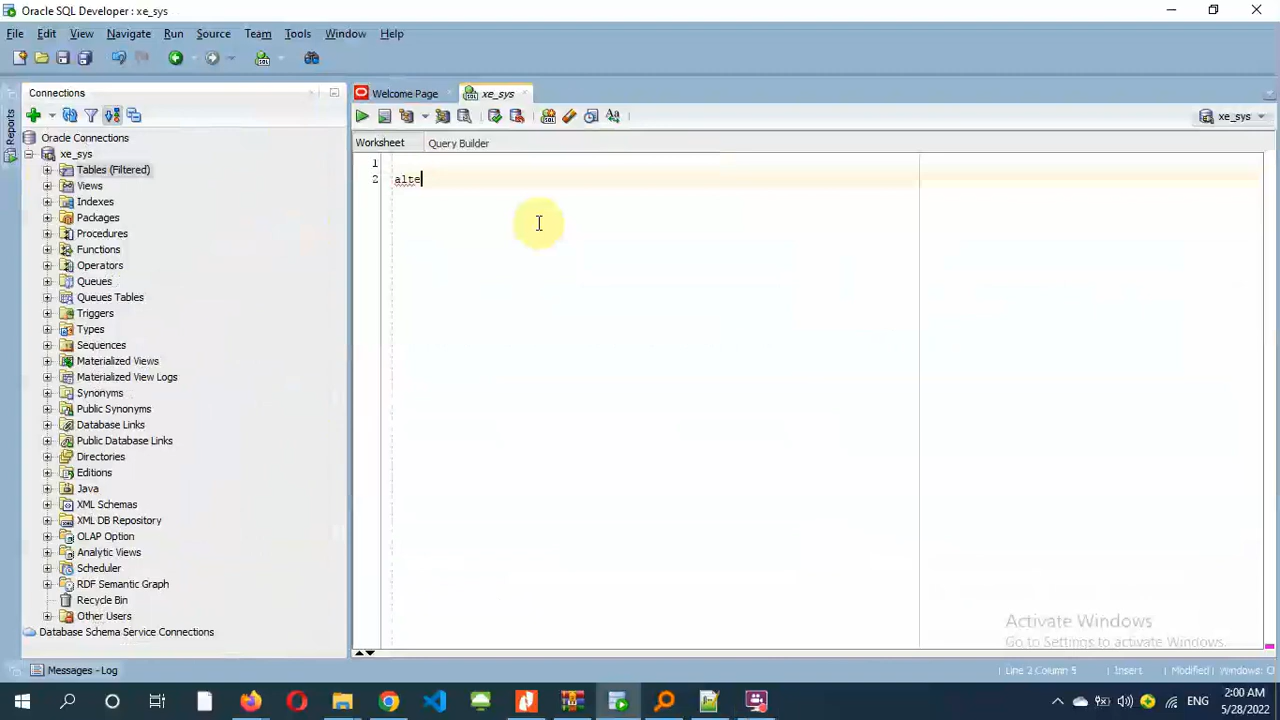 Oracle SQL Developer : xe_sys
File Edit View Navigate Run Source Team Tools Window Help
Connections
Welcome Page
xe_sys
Reports
xe_sys
Worksheet
Query Builder
Oracle Connections
xe_sys
Tables (Filtered)
Views
Indexes
Packages
Procedures
Functions
Operators
Queues
Queues Tables
Triggers
Types
Sequences
Materialized Views
Materialized View Logs
Synonyms
Public Synonyms
Database Links
Public Database Links
Directories
Editions
Java
XML Schemas
XML DB Repository
OLAP Option
Analytic Views
Scheduler
RDF Semantic Graph
Recycle Bin
Other Users
Database Schema Service Connections
1
2 alte
Activate Windows
Go to Settings to activate Windows.
Messages - Log
Line 2 Column 5
Insert
Modified
Windows: Cl
ENG
2:00 AM
5/28/2022